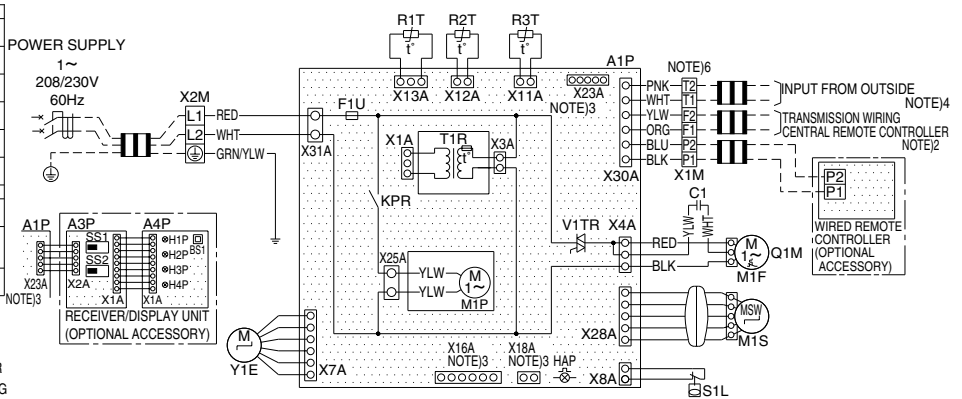 POWER SUPPLY
1~
208/230V
60Hz
X2M
L1
L2
RED
WHT
GRN/YLW
X31A
F1U
R1T
t°
X13A
R2T
t°
X12A
R3T
t°
X11A
X23A
NOTE)3
A1P
X1A
T1R
t°
X3A
KPR
X25A
YLW
YLW
M
1~
M1P
V1TR
X4A
RED
YLW
WHT
BLK
C1
M
1~
M1F
Q1M
X30A
NOTE)6
PNK
T2
WHT
T1
YLW
F2
ORG
F1
BLU
P2
BLK
P1
X1M
INPUT FROM OUTSIDE
NOTE)4
TRANSMISSION WIRING
CENTRAL REMOTE CONTROLLER
NOTE)2
P2
P1
WIRED REMOTE
CONTROLLER
(OPTIONAL
ACCESSORY)
A1P
X23A
NOTE)3
A3P
SS1
SS2
X2A
X1A
A4P
H1P
H2P
H3P
H4P
BS1
X1A
RECEIVER/DISPLAY UNIT
(OPTIONAL ACCESSORY)
M
Y1E
X7A
X16A
NOTE)3
X18A
NOTE)3
HAP
X28A
MSW
M1S
X8A
S1L
R
G